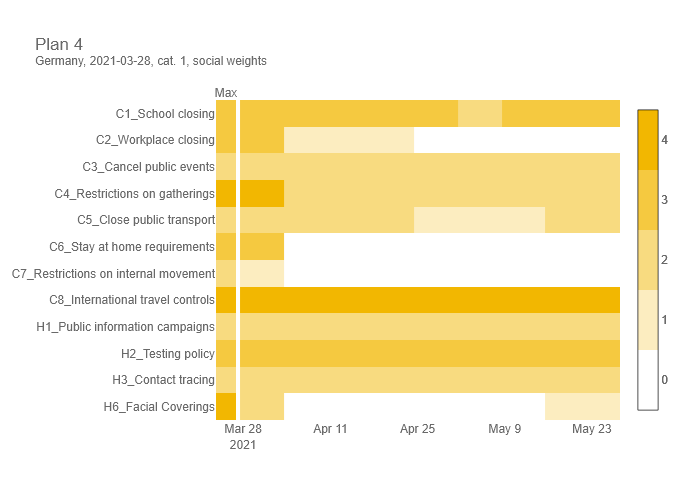 Plan 4
Germany, 2021-03-28, cat. 1, social weights
Max
C1_School closing
C2_Workplace closing
C3_Cancel public events
C4_Restrictions on gatherings
C5_Close public transport
C6_Stay at home requirements
C7_Restrictions on internal movement
C8_International travel controls
H1_Public information campaigns
H2_Testing policy
H3_Contact tracing
H6_Facial Coverings
Mar 28 Apr 11 Apr 25 May 9 May 23
2021
4
3
2
1
0